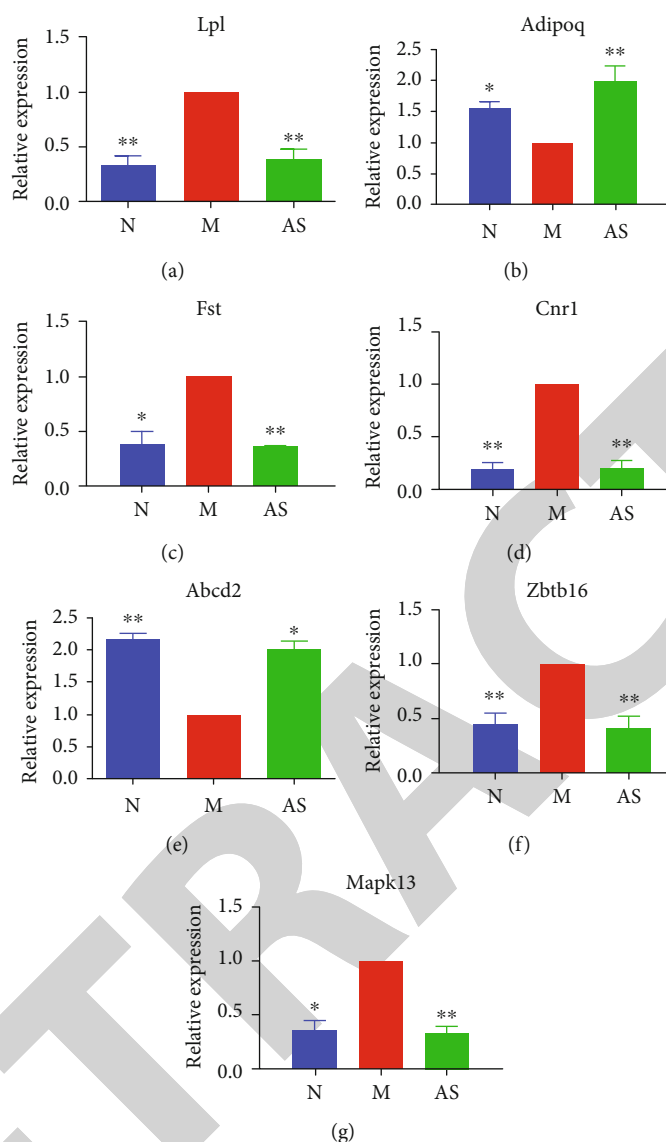 Lpl
Relative expression
1.5
1.0
0.5
0.0
**
**
N M AS
(a)
Adipoq
Relative expression
2.5
2.0
1.5
1.0
0.5
0.0
*
**
N M AS
(b)
Fst
Relative expression
1.5
1.0
0.5
0.0
*
**
N M AS
(c)
Cnr1
Relative expression
1.5
1.0
0.5
0.0
**
**
N M AS
(d)
Abcd2
Relative expression
2.5
2.0
1.5
1.0
0.5
0.0
**
*
N M AS
(e)
Zbtb16
Relative expression
1.5
1.0
0.5
0.0
**
**
N M AS
(f)
Mapk13
Relative expression
1.5
1.0
0.5
0.0
*
**
N M AS
(g)
TRACT